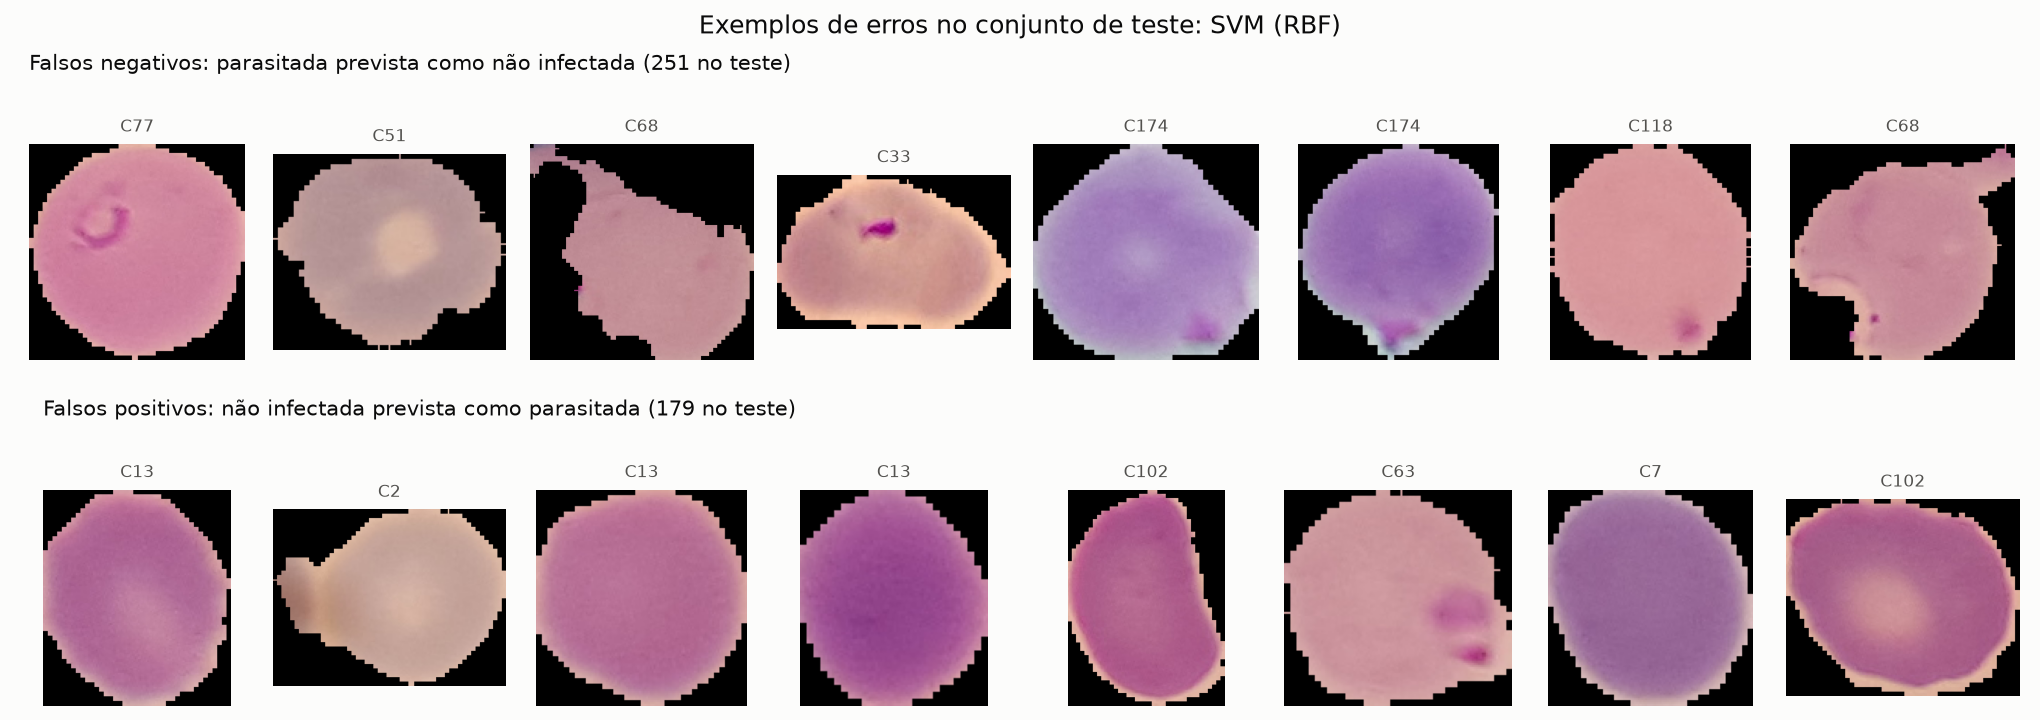 Exemplos de erros no conjunto de teste: SVM (RBF)
Falsos negativos: parasitada prevista como não infectada (251 no teste)
C77 C51 C68 C33 C174 C174 C118 C68
Falsos positivos: não infectada prevista como parasitada (179 no teste)
C13 C2 C13 C13 C102 C63 C7 C102